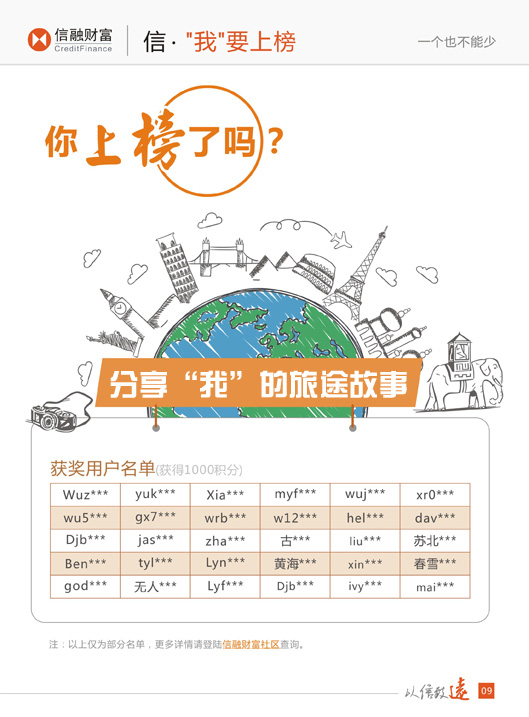 信融财富
CreditFinance
信·"我"要上榜
一个也不能少
你上榜了吗？
分享“我”的旅途故事
获奖用户名单(获得1000积分)
Wuz*** yuk*** Xia*** myf*** wuj*** xr0***
wu5*** gx7*** wrb*** w12*** hel*** dav***
Djb*** jas*** zha*** 古*** liu*** 苏北***
Ben*** tyl*** Lyn*** 黄海*** xin*** 春雪***
god*** 无人*** Lyf*** Djb*** ivy*** mai***
注：以上仅为部分名单，更多详情请登陆信融财富社区查询。
以信致远 09